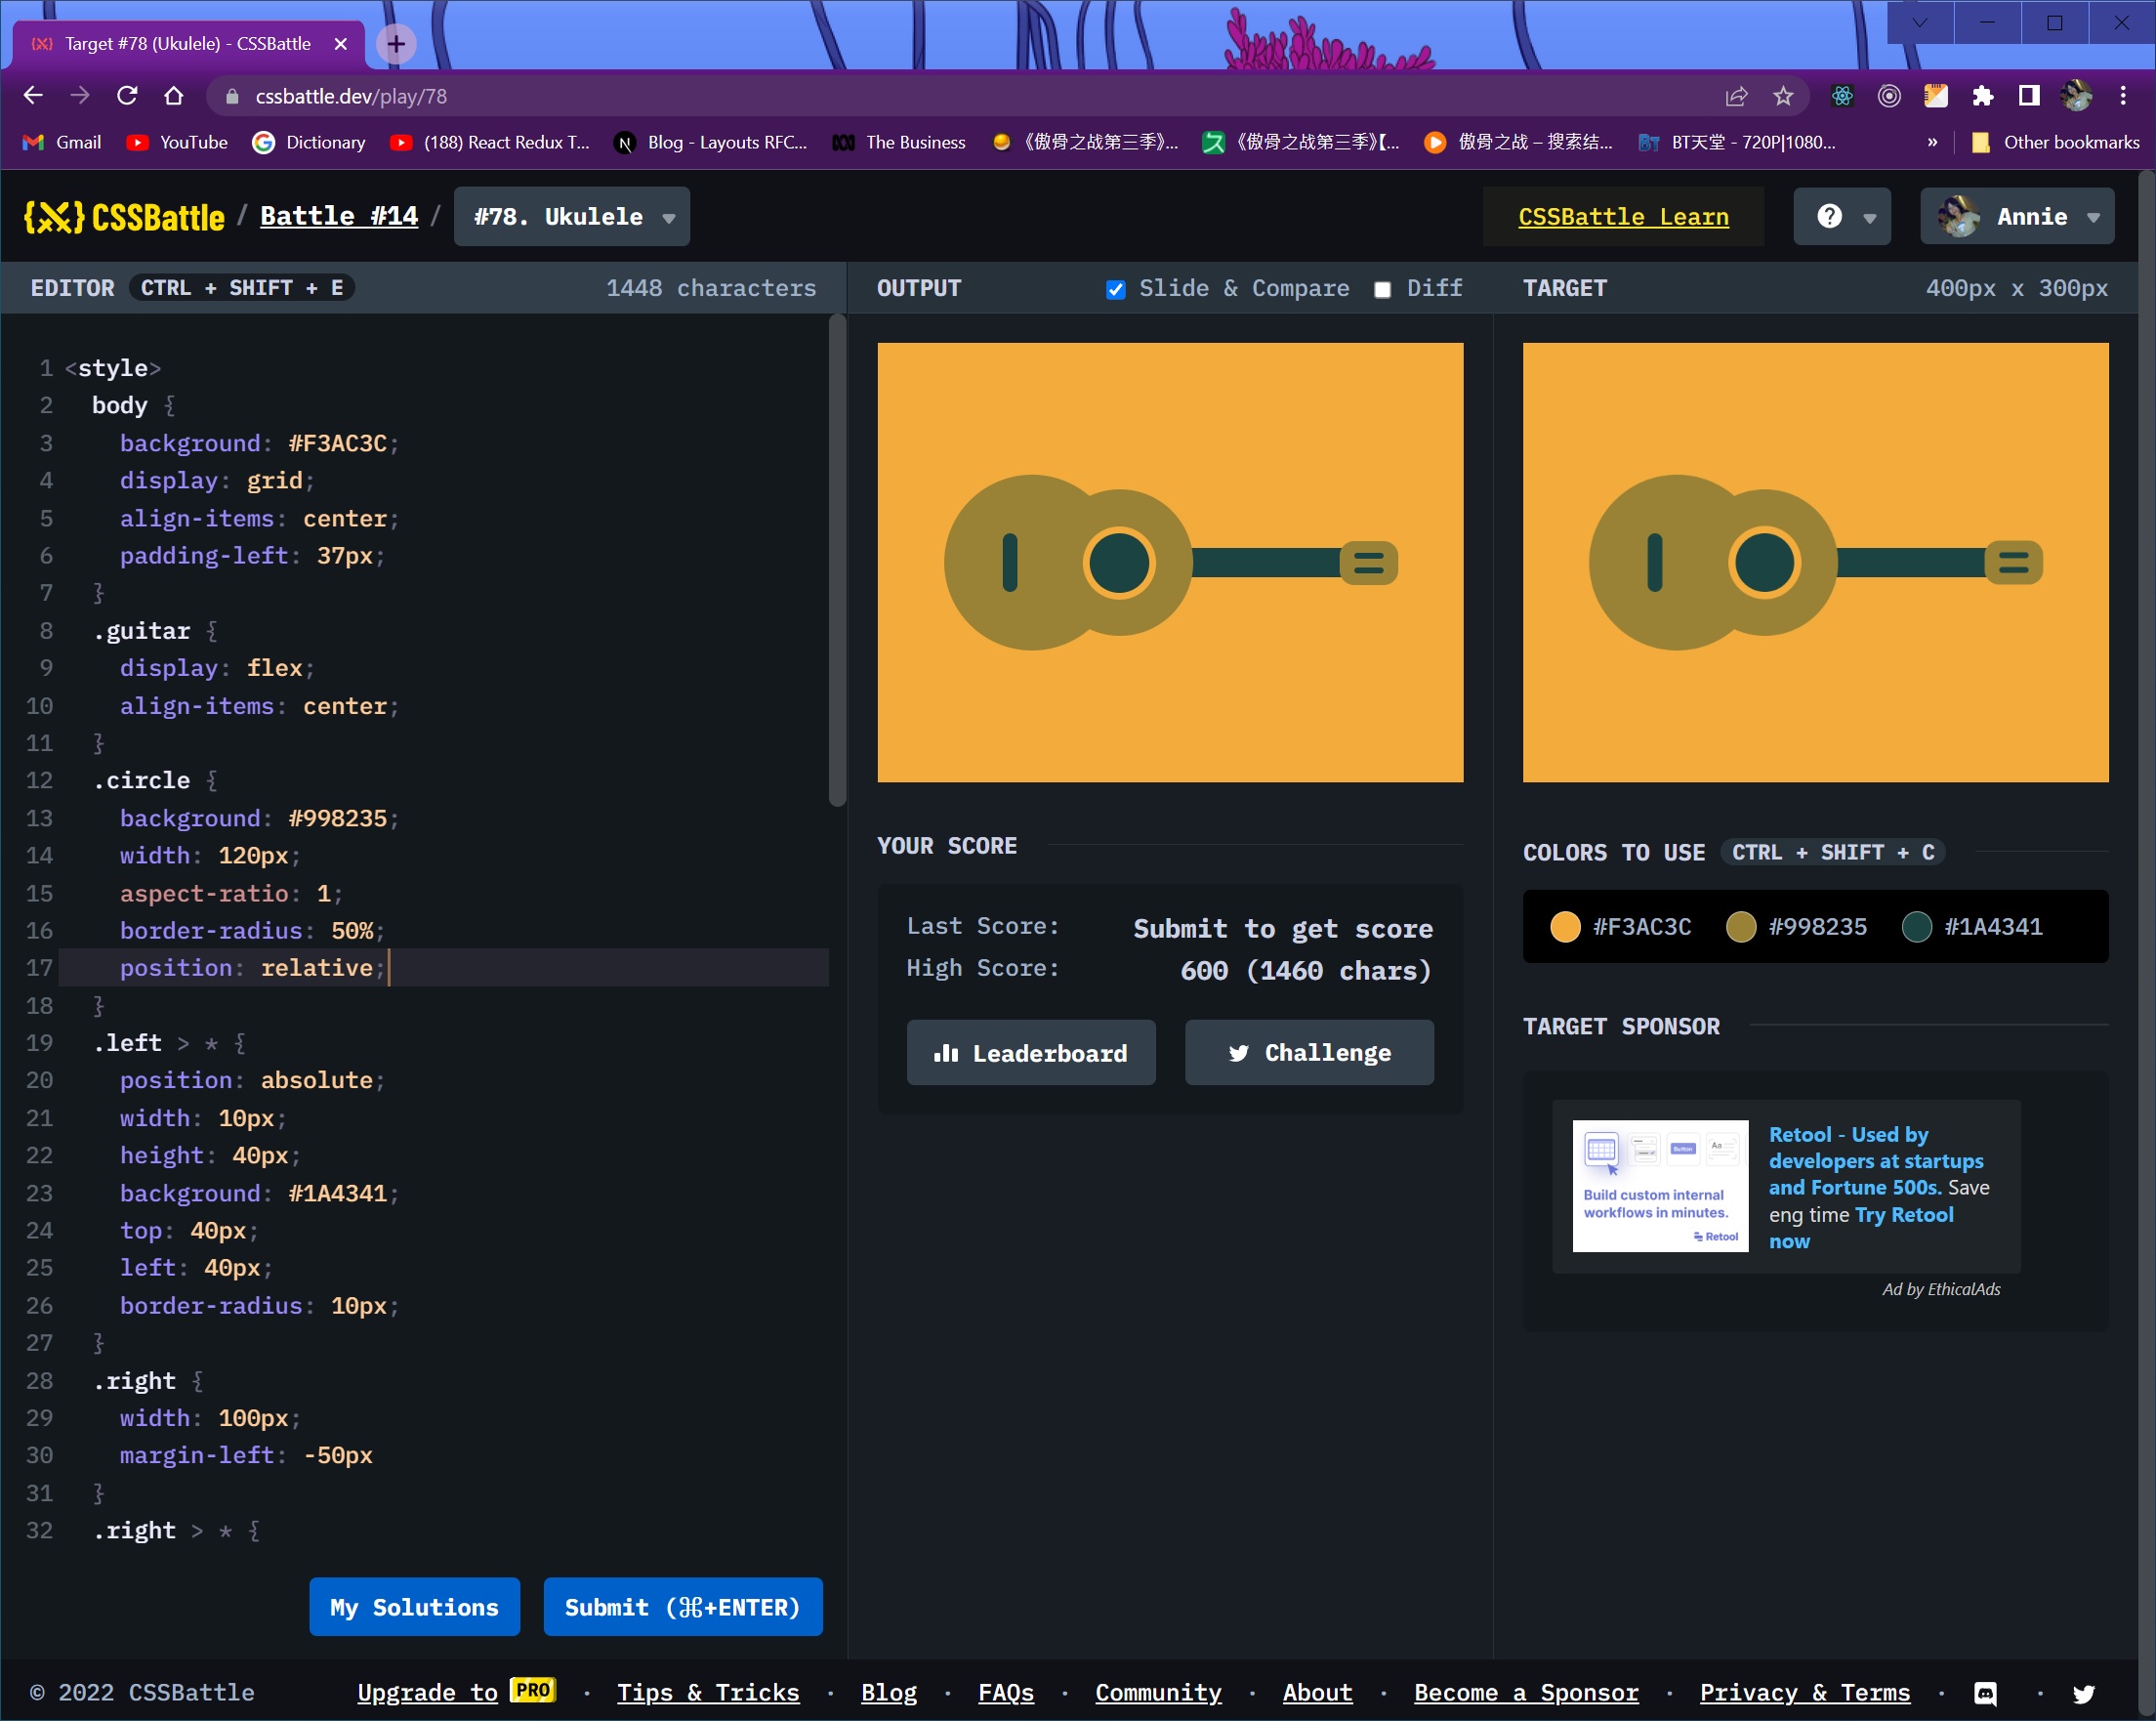 Target #78 (Ukulele) - CSSBattle
cssbattle.dev/play/78
Gmail
YouTube
Dictionary
(188) React Redux T...
Blog - Layouts RFC...
The Business
《傲骨之战第三季》...
《傲骨之战第三季》【...
傲骨之战 – 搜索结...
BT天堂 - 720P|1080...
»
Other bookmarks
{X} CSSBattle / Battle #14 / #78. Ukulele
CSSBattle Learn
Annie
EDITOR CTRL + SHIFT + E 1448 characters
1 <style>
2 body {
3 background: #F3AC3C;
4 display: grid;
5 align-items: center;
6 padding-left: 37px;
7 }
8 .guitar {
9 display: flex;
10 align-items: center;
11 }
12 .circle {
13 background: #998235;
14 width: 120px;
15 aspect-ratio: 1;
16 border-radius: 50%;
17 position: relative;
18 }
19 .left > * {
20 position: absolute;
21 width: 10px;
22 height: 40px;
23 background: #1A4341;
24 top: 40px;
25 left: 40px;
26 border-radius: 10px;
27 }
28 .right {
29 width: 100px;
30 margin-left: -50px
31 }
32 .right > * {
My Solutions
Submit (⌘+ENTER)
OUTPUT Slide & Compare Diff
YOUR SCORE
Last Score: Submit to get score
High Score: 600 (1460 chars)
Leaderboard
Challenge
TARGET 400px x 300px
COLORS TO USE CTRL + SHIFT + C
#F3AC3C #998235 #1A4341
TARGET SPONSOR
Button
Aa
Build custom internal
workflows in minutes.
Retool
Retool - Used by
developers at startups
and Fortune 500s. Save
eng time Try Retool
now
Ad by EthicalAds
© 2022 CSSBattle
Upgrade to PRO · Tips & Tricks · Blog · FAQs · Community · About · Become a Sponsor · Privacy & Terms · ·